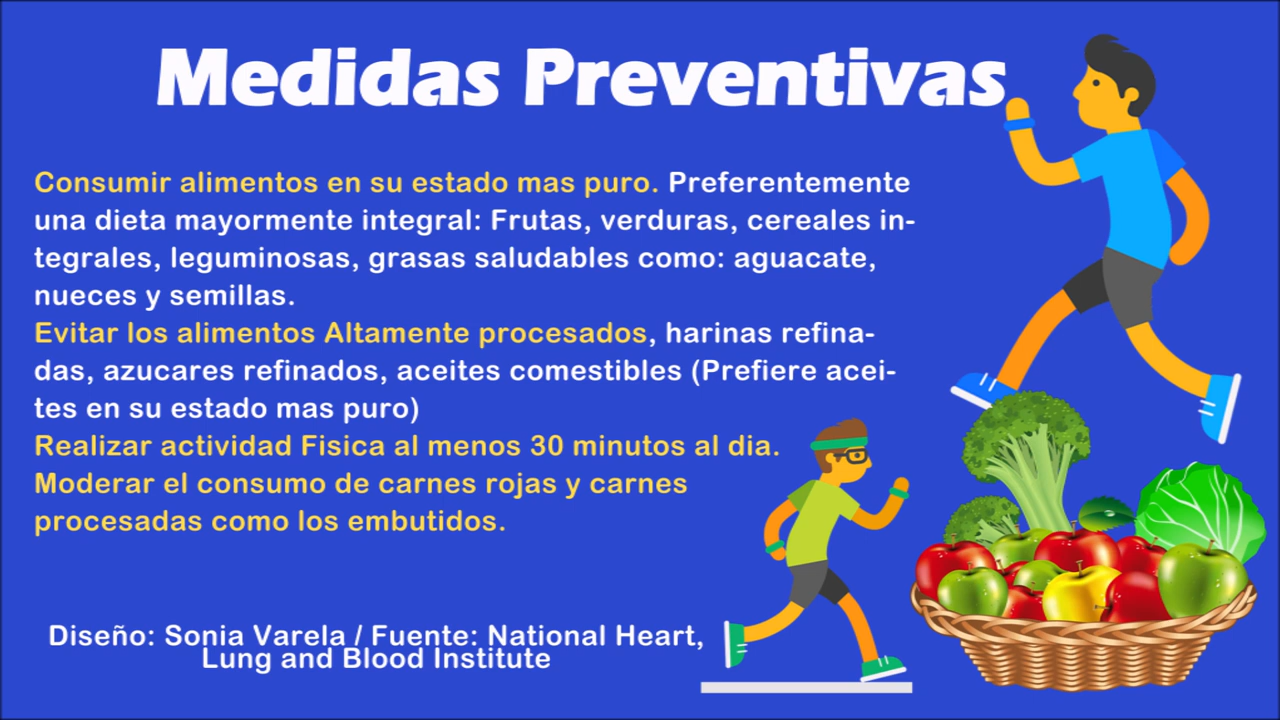 Medidas Preventivas
Consumir alimentos en su estado mas puro. Preferentemente
una dieta mayormente integral: Frutas, verduras, cereales in-
tegrales, leguminosas, grasas saludables como: aguacate,
nueces y semillas.
Evitar los alimentos Altamente procesados, harinas refina-
das, azucares refinados, aceites comestibles (Prefiere acei-
tes en su estado mas puro)
Realizar actividad Fisica al menos 30 minutos al dia.
Moderar el consumo de carnes rojas y carnes
procesadas como los embutidos.
Diseño: Sonia Varela / Fuente: National Heart,
Lung and Blood Institute